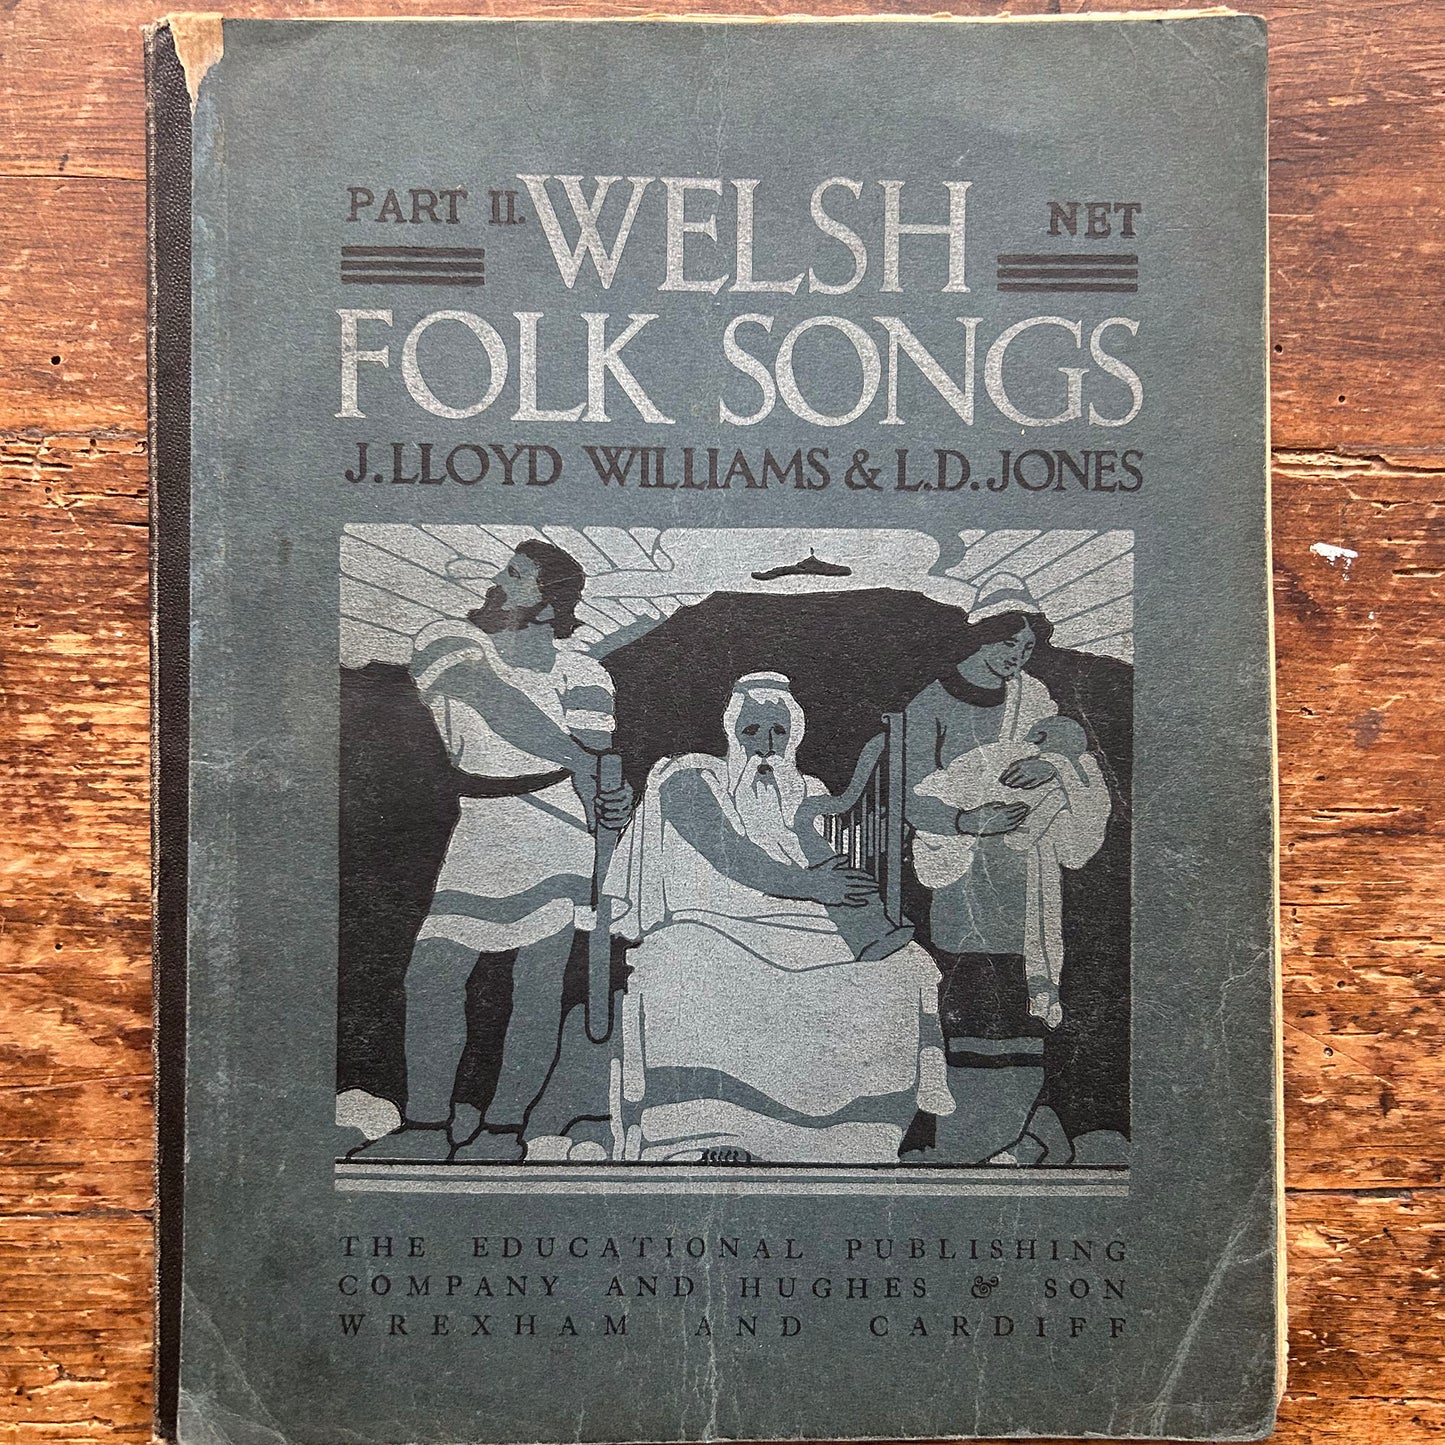 PART II. WELSH NET
FOLK SONGS
J. LLOYD WILLIAMS & L.D. JONES
THE EDUCATIONAL PUBLISHING
COMPANY AND HUGHES & SON
WREXHAM AND CARDIFF